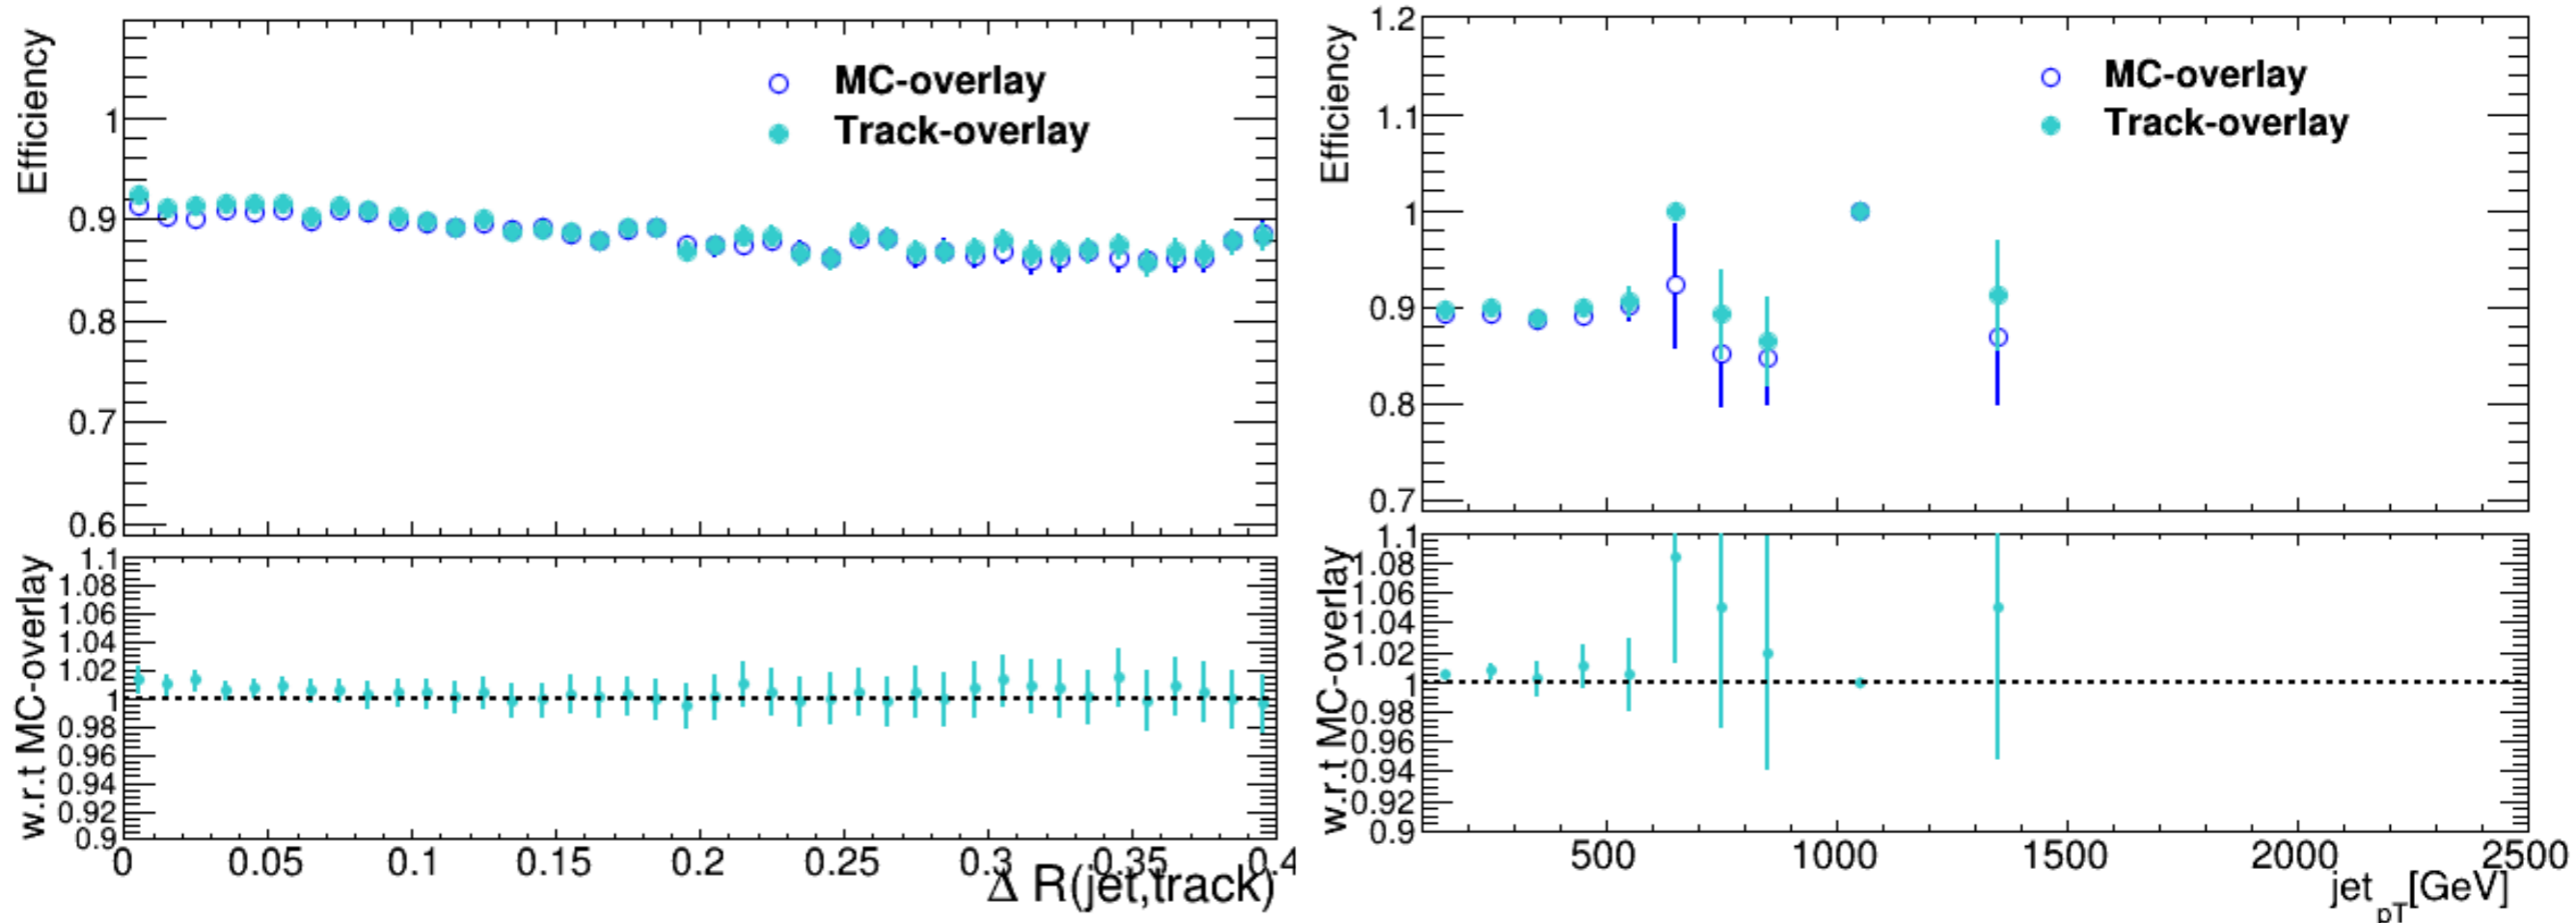 Efficiency
MC-overlay
Track-overlay
1
0.9
0.8
0.7
0.6
w.r.t MC-overlay
1.1
1.08
1.06
1.04
1.02
1
0.98
0.96
0.94
0.92
0.9
0 0.05 0.1 0.15 0.2 0.25 0.3 0.35 0.4
Δ R(jet,track)
Efficiency
MC-overlay
Track-overlay
1.2
1.1
1
0.9
0.8
0.7
w.r.t MC-overlay
1.1
1.08
1.06
1.04
1.02
1
0.98
0.96
0.94
0.92
0.9
500 1000 1500 2000 2500
jet pT [GeV]